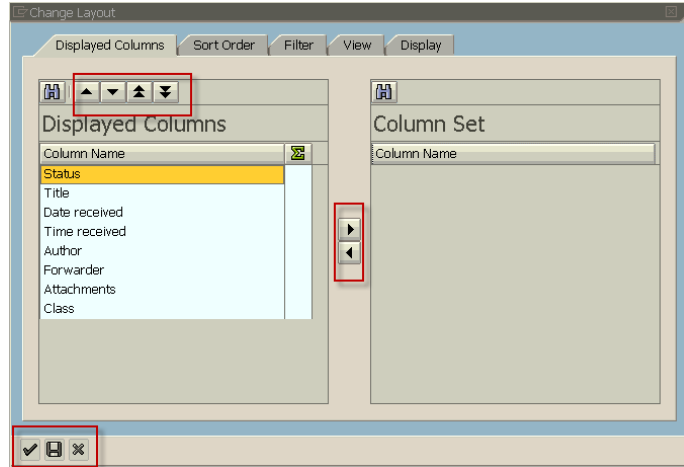 Change Layout
Displayed Columns Sort Order Filter View Display
Displayed Columns
Column Name Σ
Status
Title
Date received
Time received
Author
Forwarder
Attachments
Class
Column Set
Column Name